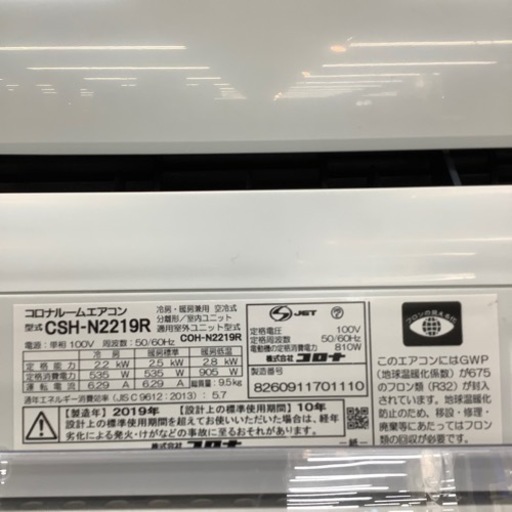 コロナルームエアコン
冷房・暖房兼用 空冷式
分離形/室内ユニット
型式 CSH-N2219R
適用室外ユニット型式 COH-N2219R
電源：単相 100V 周波数：50/60Hz
冷房 暖房標準 暖房低温
定格能力 2.2 kW 2.5 kW 2.8 kW
定格消費電力 535 W 535 W 905 W
運転電流 6.29 A 6.29 A 総質量：9.5kg
通年エネルギー消費効率（JIS C 9612：2013）：5.7
【製造年】2019年 【設計上の標準使用期間】10年
設計上の標準使用期間を超えてお使いいただいた場合は、経年
劣化による発火・けがなどの事故に至るおそれがあります。
株式会社 コロナ
JET
定格電圧 100V
定格周波数 50/60Hz
電動機の定格消費電力 810W
株式会社 コロナ
製造番号
8260911701110
フロンの見える化
このエアコンにはGWP
（地球温暖化係数）が675
のフロン類（R32）が封入
されています。地球温暖化
防止のため、移設・修理・
廃棄等にあたってはフロン
類の回収が必要です。